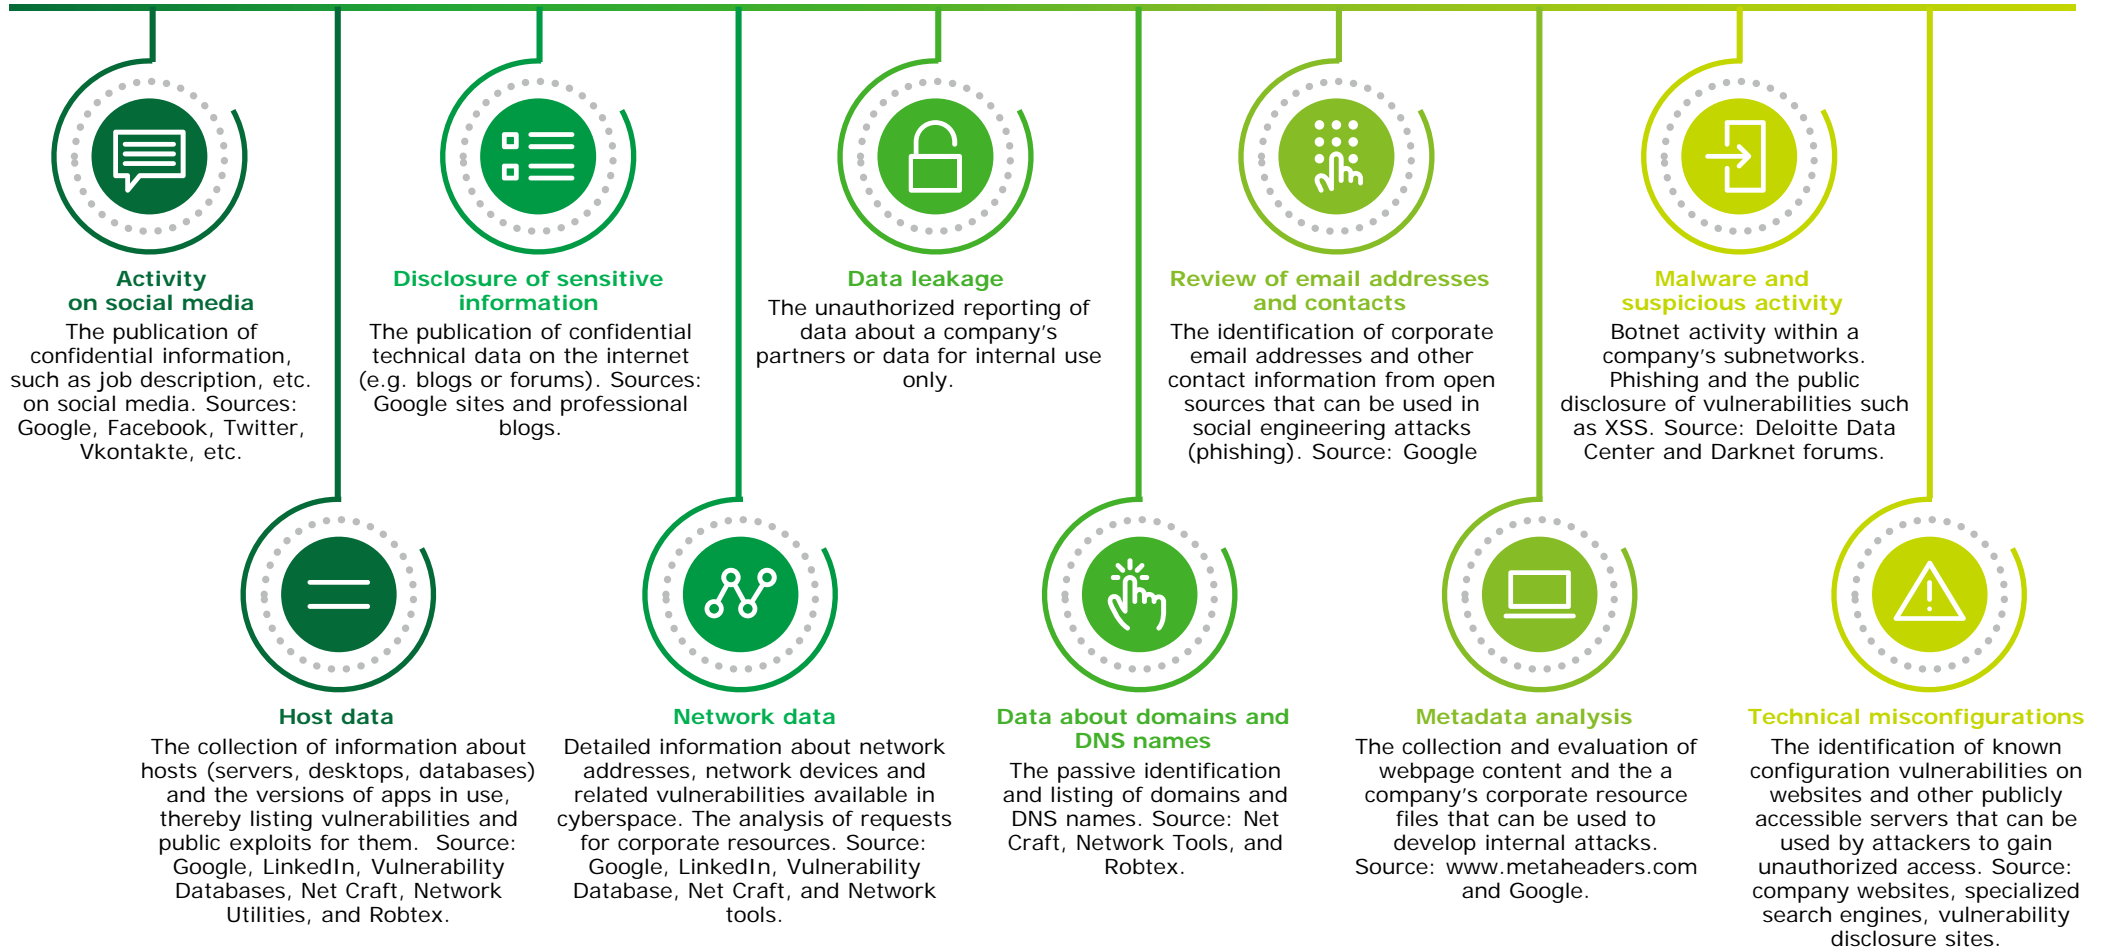 Activity
on social media
The publication of
confidential information,
such as job description, etc.
on social media. Sources:
Google, Facebook, Twitter,
Vkontakte, etc.
Disclosure of sensitive
information
The publication of confidential
technical data on the internet
(e.g. blogs or forums). Sources:
Google sites and professional
blogs.
Data leakage
The unauthorized reporting of
data about a company's
partners or data for internal use
only.
Review of email addresses
and contacts
The identification of corporate
email addresses and other
contact information from open
sources that can be used in
social engineering attacks
(phishing). Source: Google
Malware and
suspicious activity
Botnet activity within a
company's subnetworks.
Phishing and the public
disclosure of vulnerabilities such
as XSS. Source: Deloitte Data
Center and Darknet forums.
Host data
The collection of information about
hosts (servers, desktops, databases)
and the versions of apps in use,
thereby listing vulnerabilities and
public exploits for them.  Source:
Google, LinkedIn, Vulnerability
Databases, Net Craft, Network
Utilities, and Robtex.
Network data
Detailed information about network
addresses, network devices and
related vulnerabilities available in
cyberspace. The analysis of requests
for corporate resources. Source:
Google, LinkedIn, Vulnerability
Database, Net Craft, and Network
tools.
Data about domains and
DNS names
The passive identification
and listing of domains and
DNS names. Source: Net
Craft, Network Tools, and
Robtex.
Metadata analysis
The collection and evaluation of
webpage content and the a
company's corporate resource
files that can be used to
develop internal attacks.
Source: www.metaheaders.com
and Google.
Technical misconfigurations
The identification of known
configuration vulnerabilities on
websites and other publicly
accessible servers that can be
used by attackers to gain
unauthorized access. Source:
company websites, specialized
search engines, vulnerability
disclosure sites.